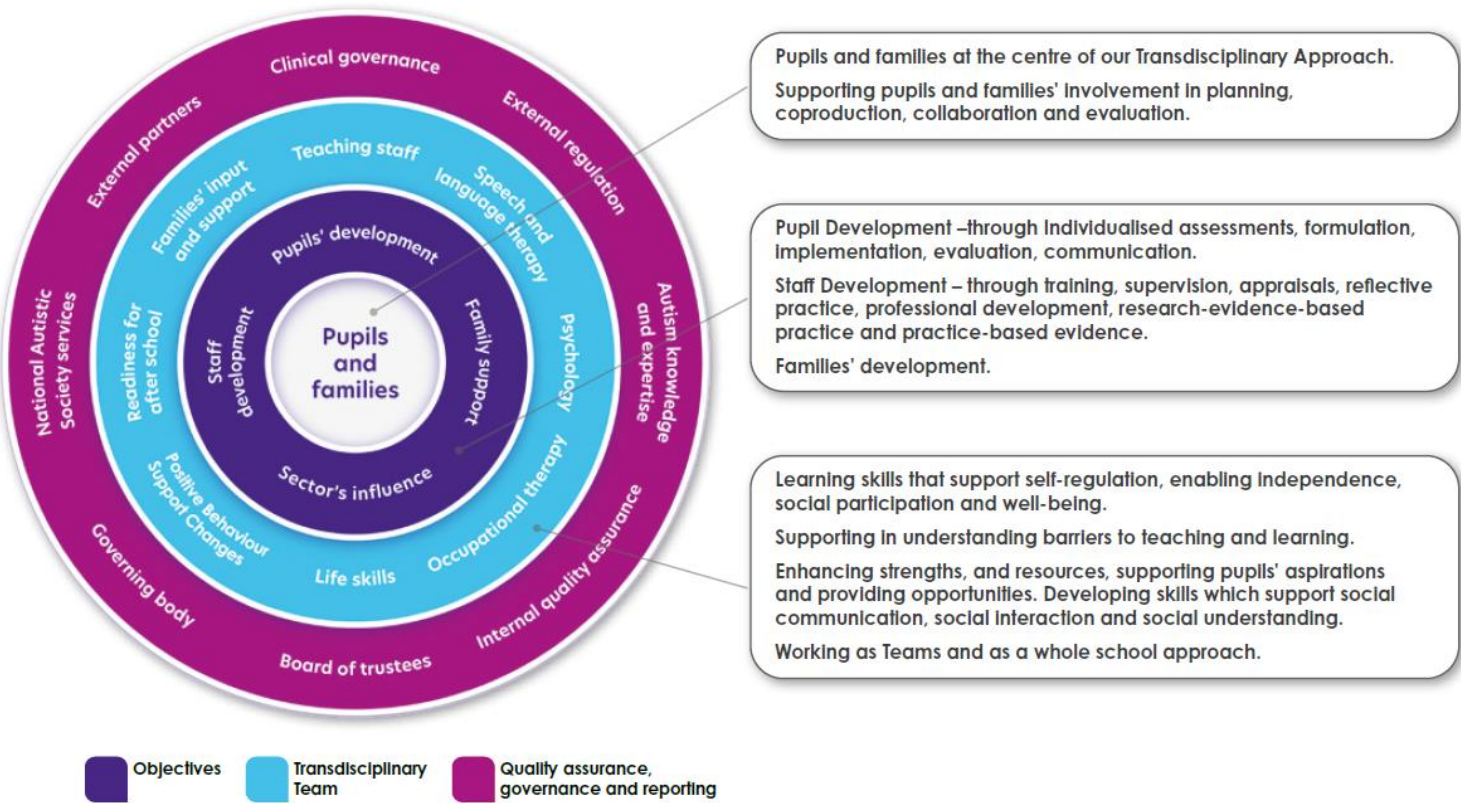 Clinical governance
External regulation
Autism knowledge
and expertise
Internal quality assurance
Board of trustees
Governing body
National Autistic
Society services
External partners
Teaching staff
Speech and
language therapy
Psychology
Occupational therapy
Life skills
Positive Behaviour
Support Changes
Readiness for
after school
Families' input
and support
Pupils' development
Family support
Sector's influence
Staff
development
Pupils
and
families
Pupils and families at the centre of our Transdisciplinary Approach.
Supporting pupils and families' involvement in planning,
coproduction, collaboration and evaluation.
Pupil Development –through Individualised assessments, formulation,
implementation, evaluation, communication.
Staff Development – through training, supervision, appraisals, reflective
practice, professional development, research-evidence-based
practice and practice-based evidence.
Families' development.
Learning skills that support self-regulation, enabling independence,
social participation and well-being.
Supporting in understanding barriers to teaching and learning.
Enhancing strengths, and resources, supporting pupils' aspirations
and providing opportunities. Developing skills which support social
communication, social interaction and social understanding.
Working as Teams and as a whole school approach.
Objectives
Transdisciplinary
Team
Quality assurance,
governance and reporting